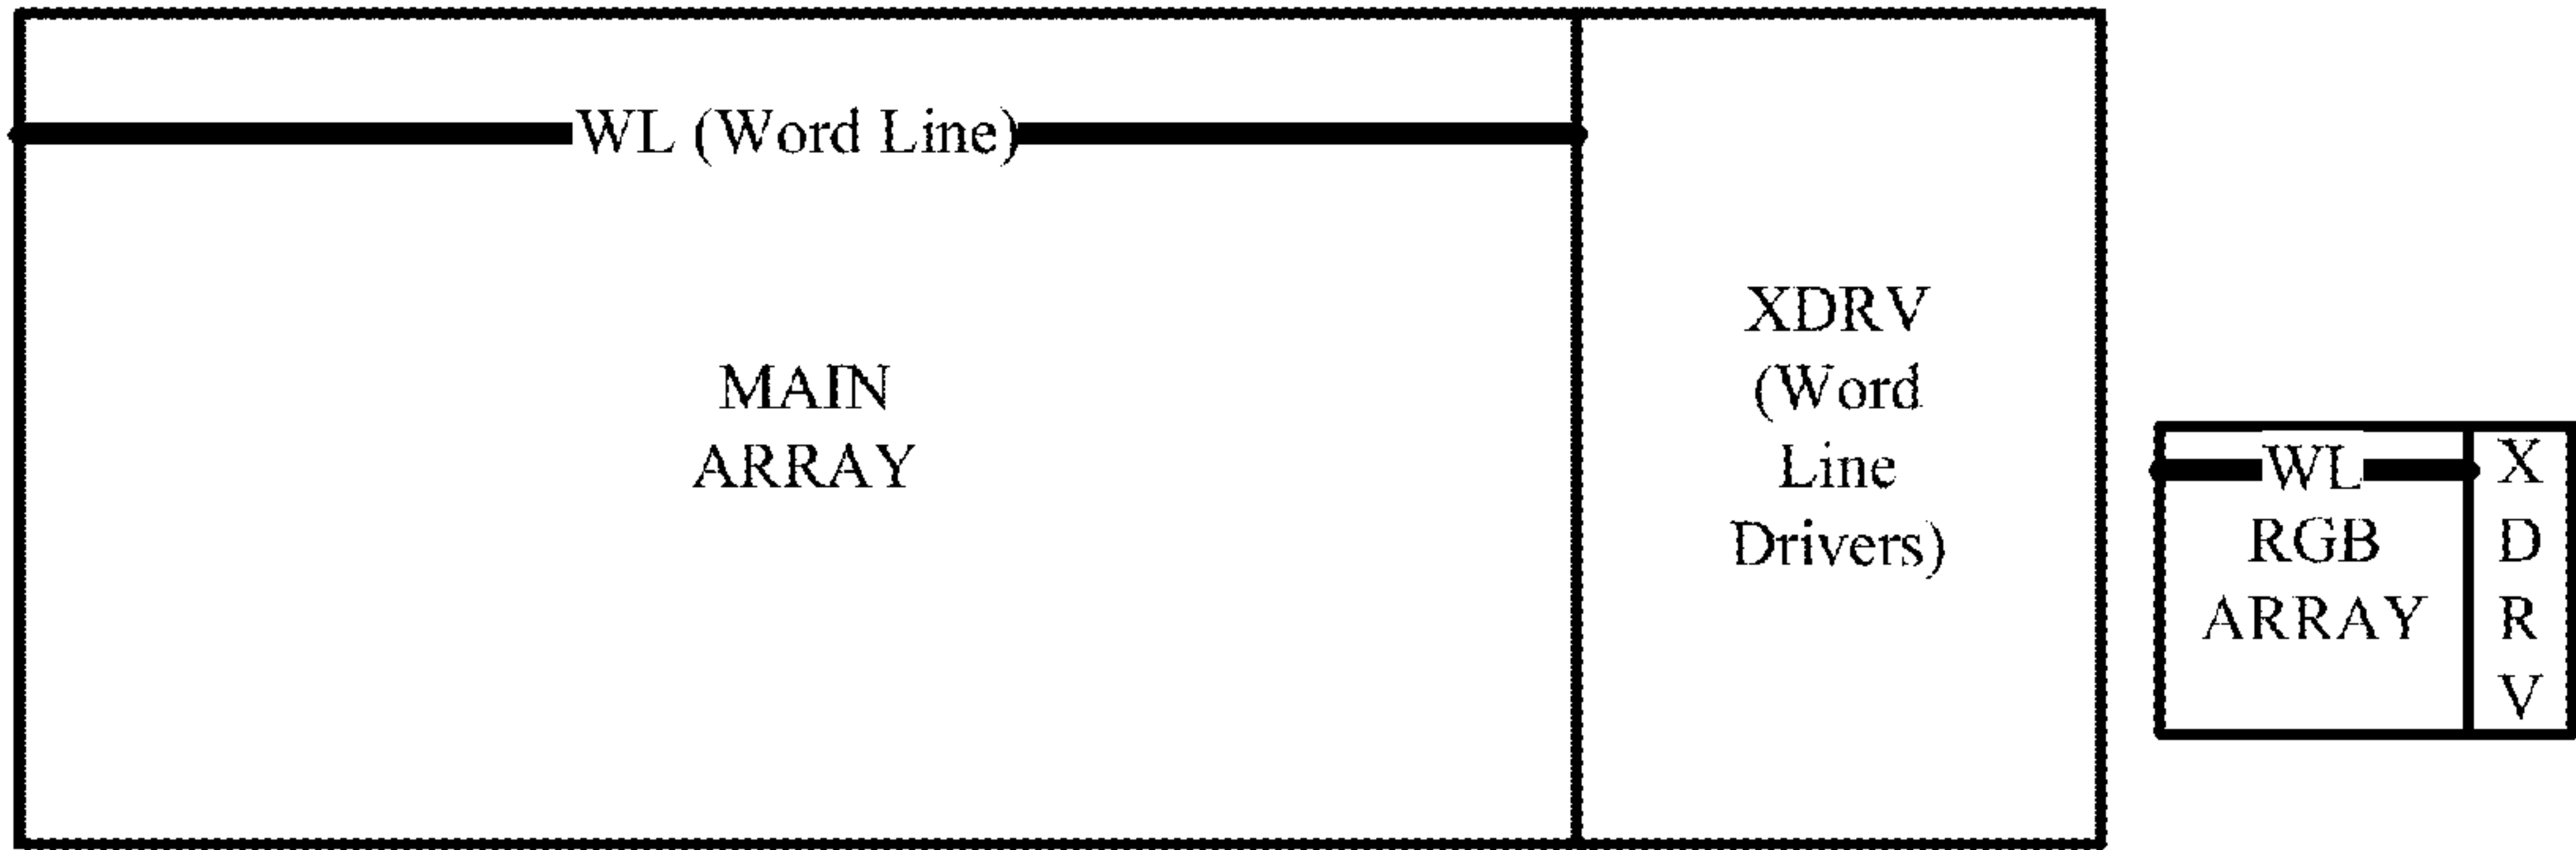 WL (Word Line)
MAIN
ARRAY
XDRV
(Word
Line
Drivers)
WL
RGB
ARRAY
X
D
R
V